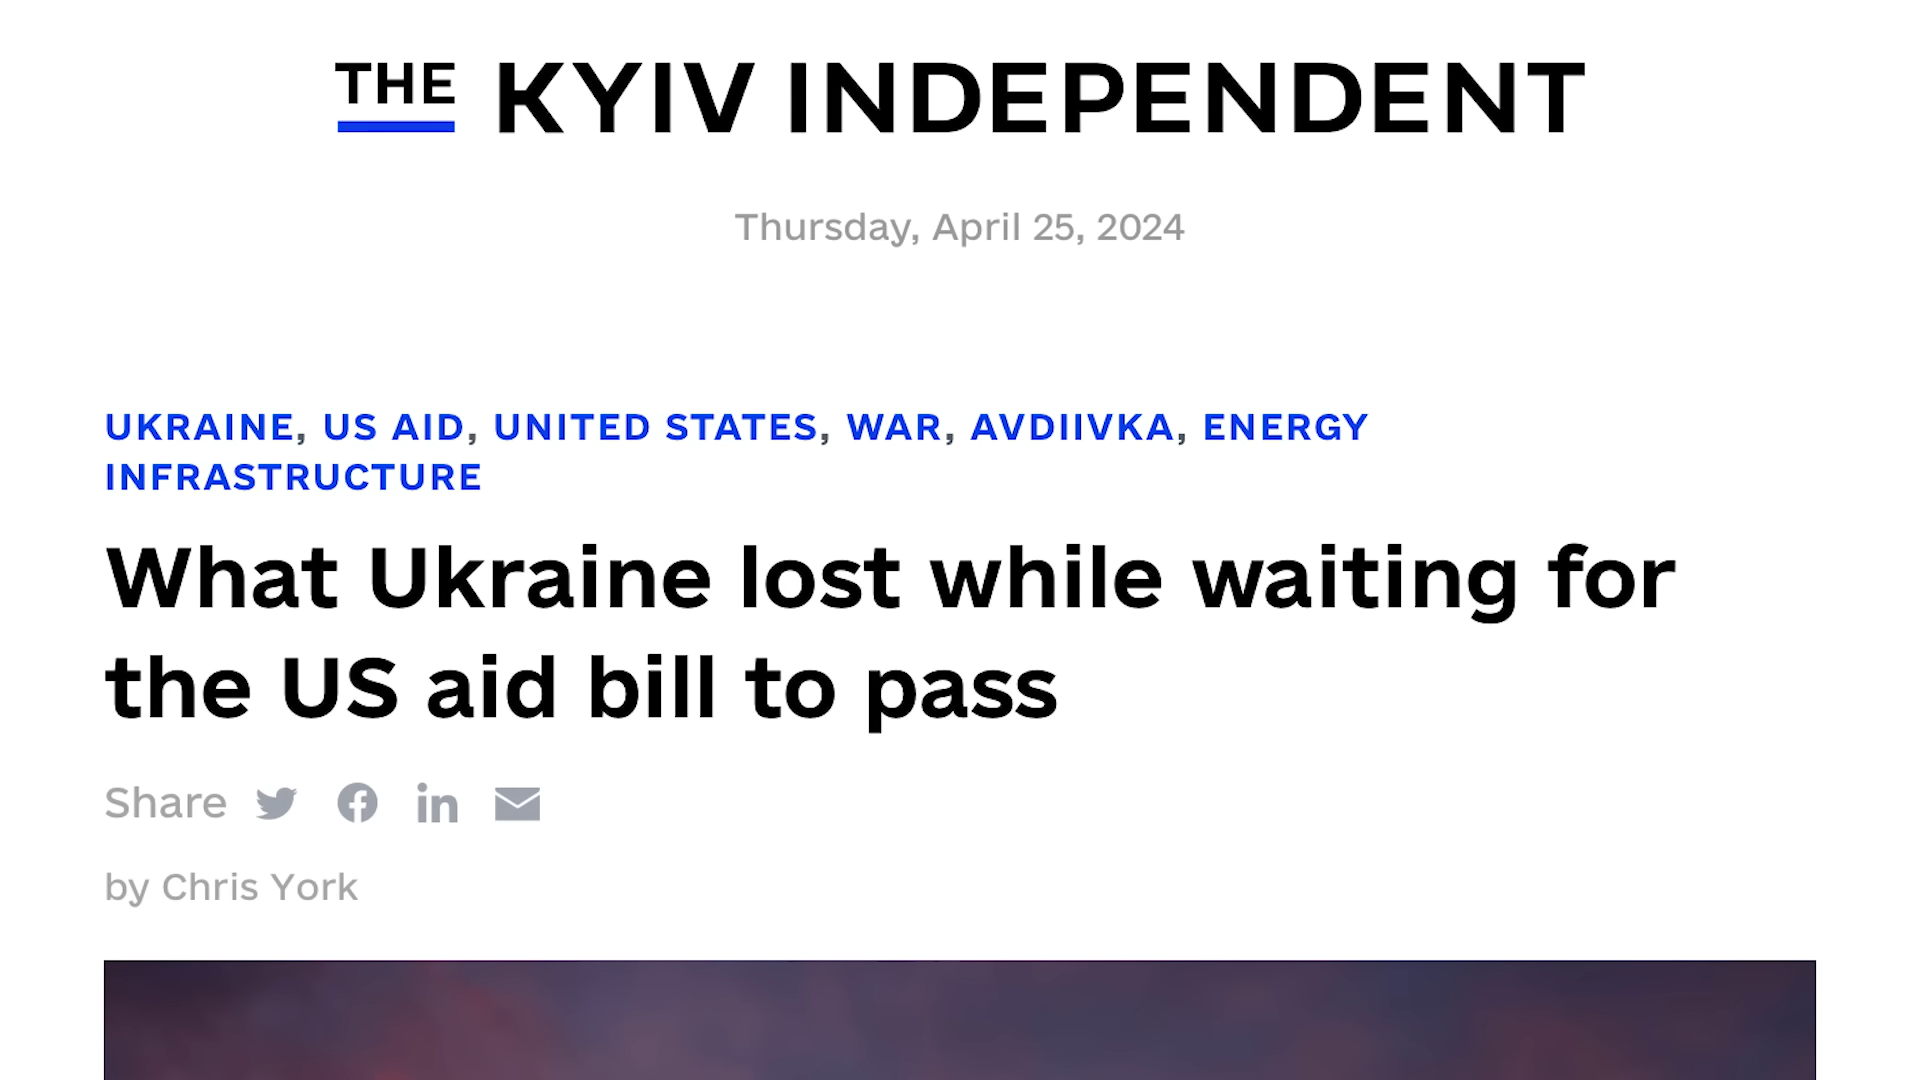 THE KYIV INDEPENDENT
Thursday, April 25, 2024
UKRAINE, US AID, UNITED STATES, WAR, AVDIIVKA, ENERGY
INFRASTRUCTURE
What Ukraine lost while waiting for
the US aid bill to pass
Share
by Chris York